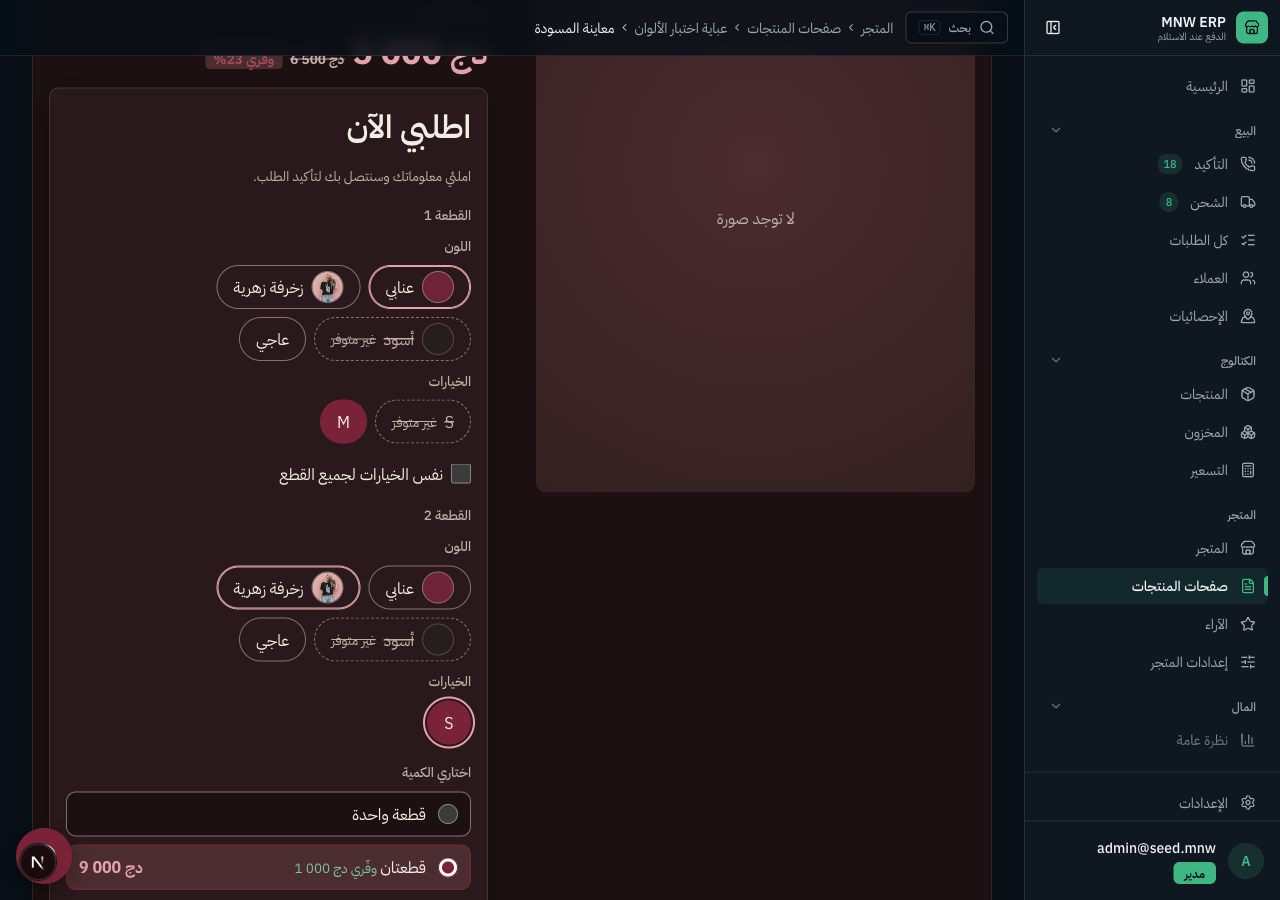 MNW ERP
الدفع عند الاستلام
بحث ⌘K
المتجر › صفحات المنتجات › عباية اختبار الألوان › معاينة المسودة
الرئيسية
البيع
التأكيد 18
الشحن 8
كل الطلبات
العملاء
الإحصائيات
الكتالوج
المنتجات
المخزون
التسعير
المتجر
المتجر
صفحات المنتجات
الآراء
إعدادات المتجر
المال
نظرة عامة
الإعدادات
admin@seed.mnw
مدير
A
لا توجد صورة
دج 5 000 دج 6 500 وفّري 23%
اطلبي الآن
املئي معلوماتك وسنتصل بك لتأكيد الطلب.
القطعة 1
اللون
عنابي
زخرفة زهرية
أسود غير متوفر
عاجي
الخيارات
S غير متوفر
M
نفس الخيارات لجميع القطع
القطعة 2
اللون
عنابي
زخرفة زهرية
أسود غير متوفر
عاجي
الخيارات
S
اختاري الكمية
قطعة واحدة
قطعتان وفّري دج 1 000 دج 9 000
N